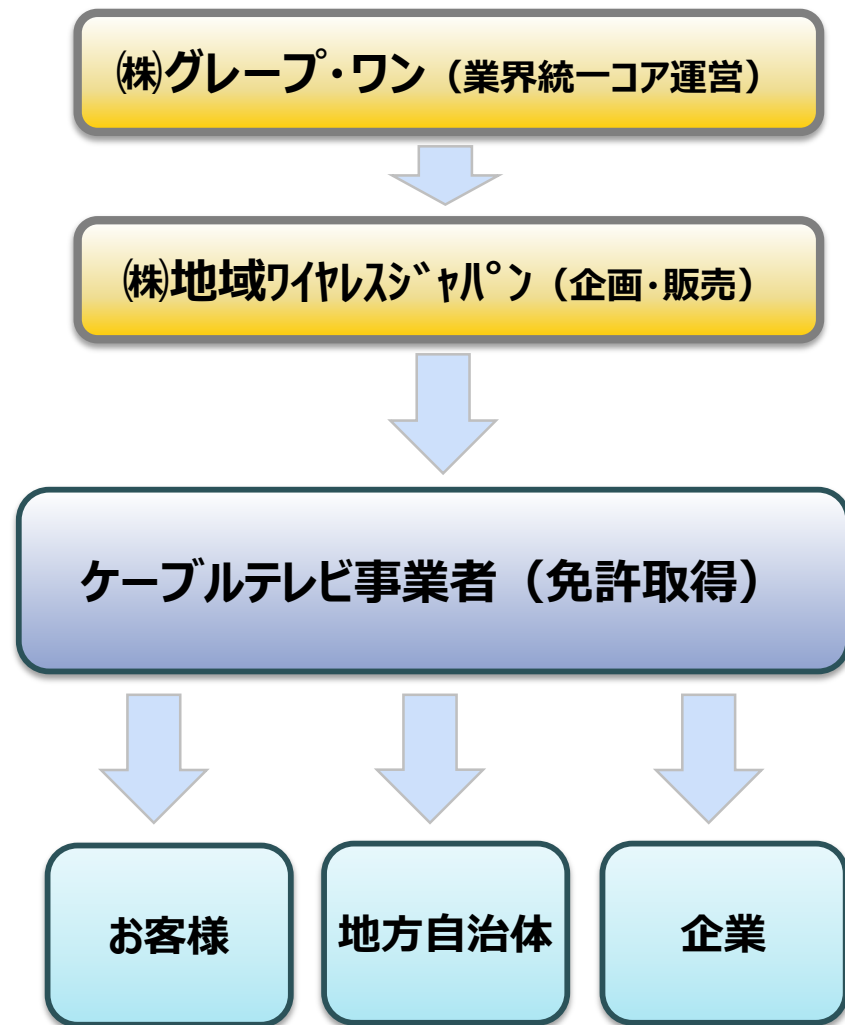 ㈱グレープ・ワン（業界統一コア運営）
㈱地域ﾜｲﾔﾚｽｼﾞｬﾊﾟﾝ（企画・販売）
ケーブルテレビ事業者（免許取得）
お客様
地方自治体
企業